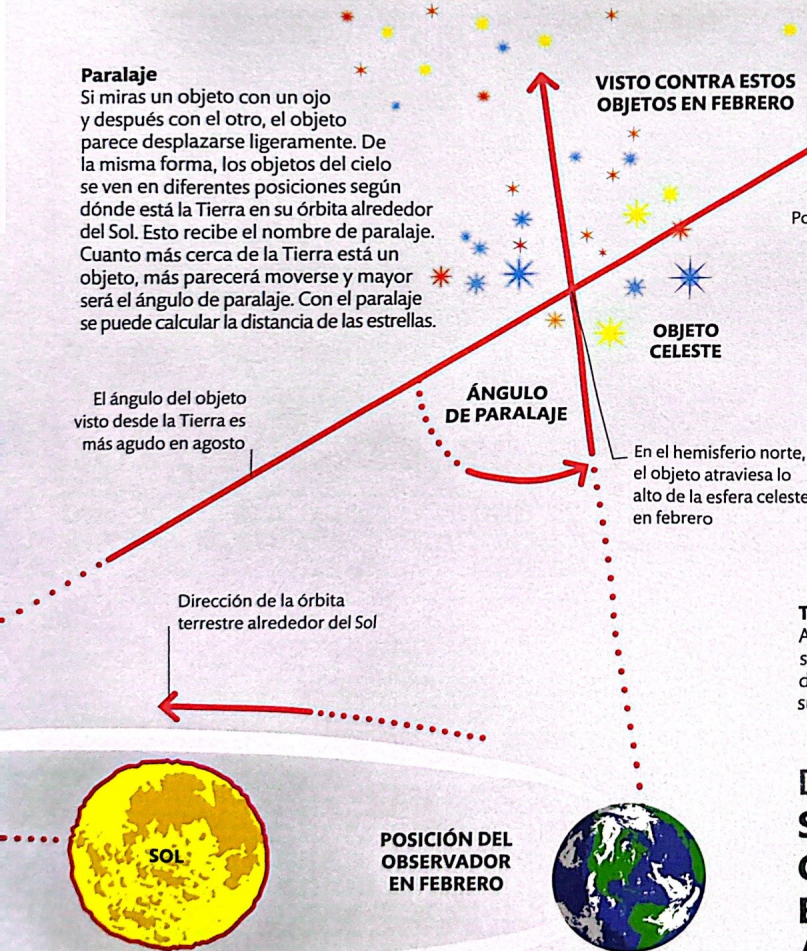 Paralaje
Si miras un objeto con un ojo
y después con el otro, el objeto
parece desplazarse ligeramente. De
la misma forma, los objetos del cielo
se ven en diferentes posiciones según
dónde está la Tierra en su órbita alrededor
del Sol. Esto recibe el nombre de paralaje.
Cuanto más cerca de la Tierra está un
objeto, más parecerá moverse y mayor
será el ángulo de paralaje. Con el paralaje
se puede calcular la distancia de las estrellas.
VISTO CONTRA ESTOS
OBJETOS EN FEBRERO
OBJETO
CELESTE
El ángulo del objeto
visto desde la Tierra es
más agudo en agosto
ÁNGULO
DE PARALAJE
En el hemisferio norte,
el objeto atraviesa lo
alto de la esfera celeste
en febrero
Dirección de la órbita
terrestre alrededor del Sol
SOL
POSICIÓN DEL
OBSERVADOR
EN FEBRERO